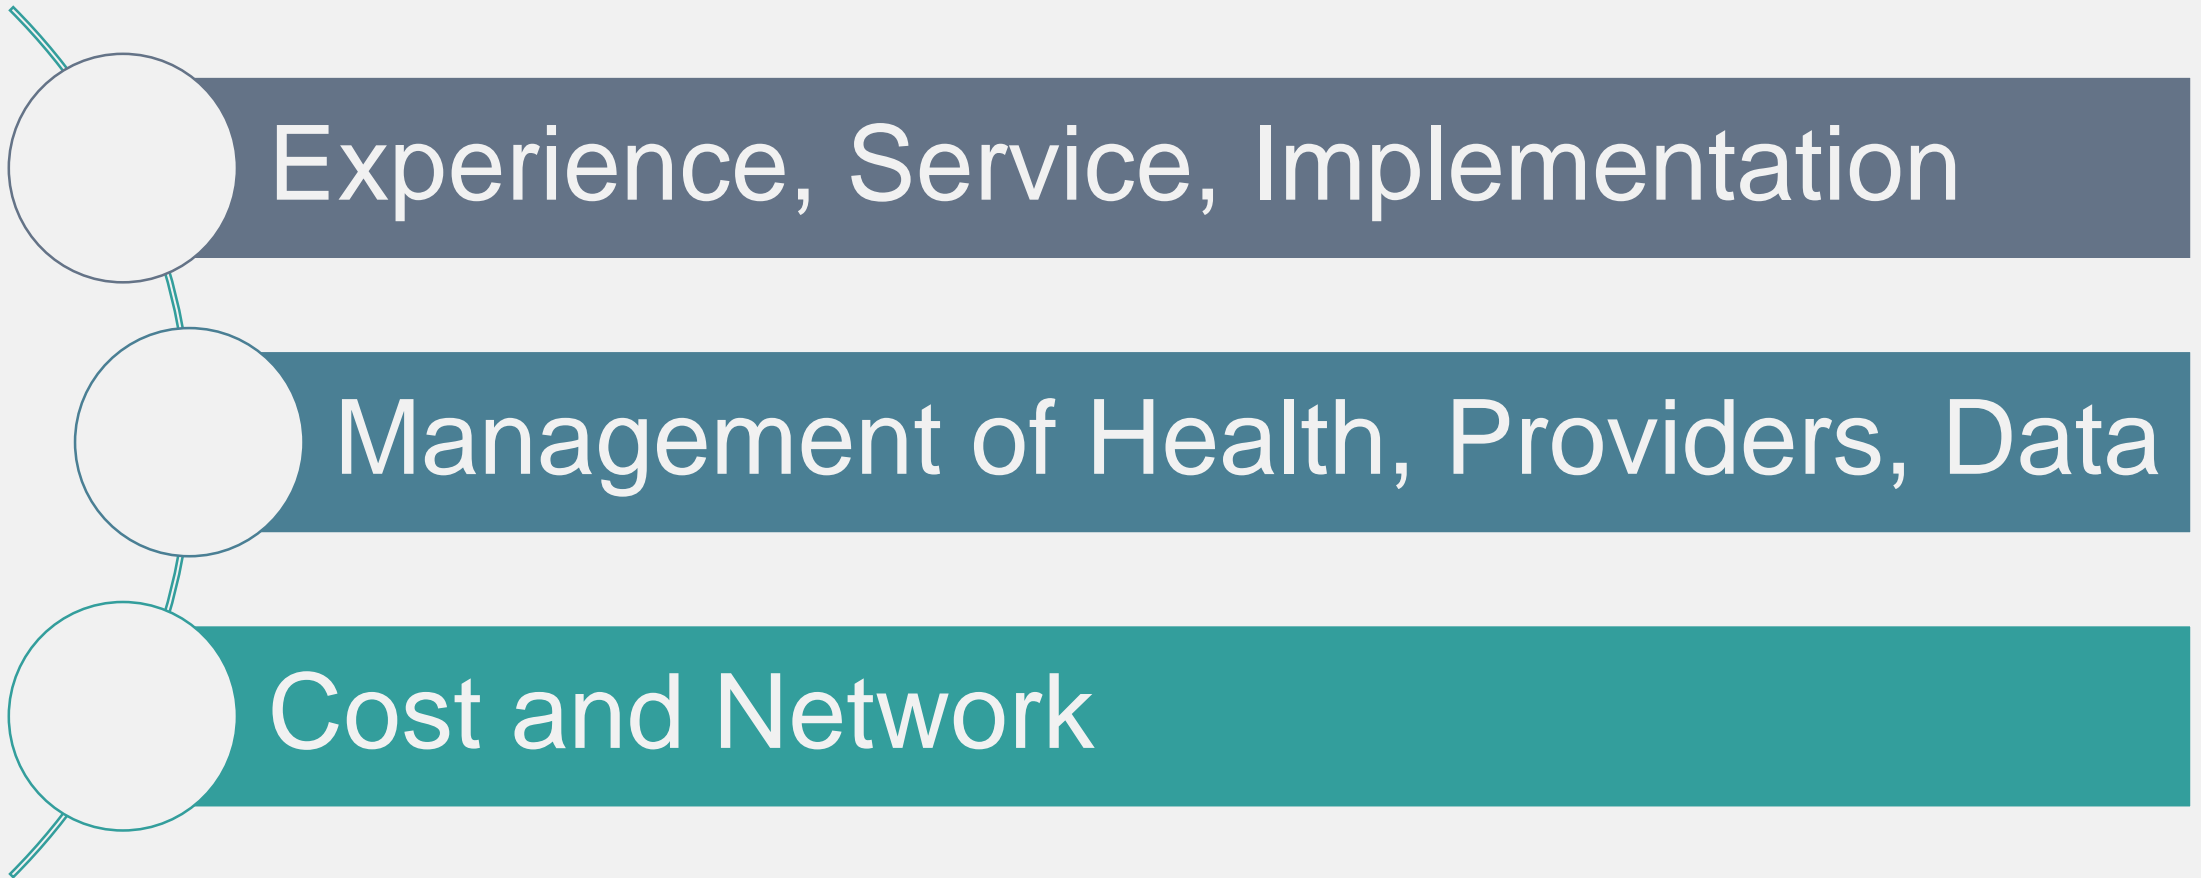 Experience, Service, Implementation
Management of Health, Providers, Data
Cost and Network